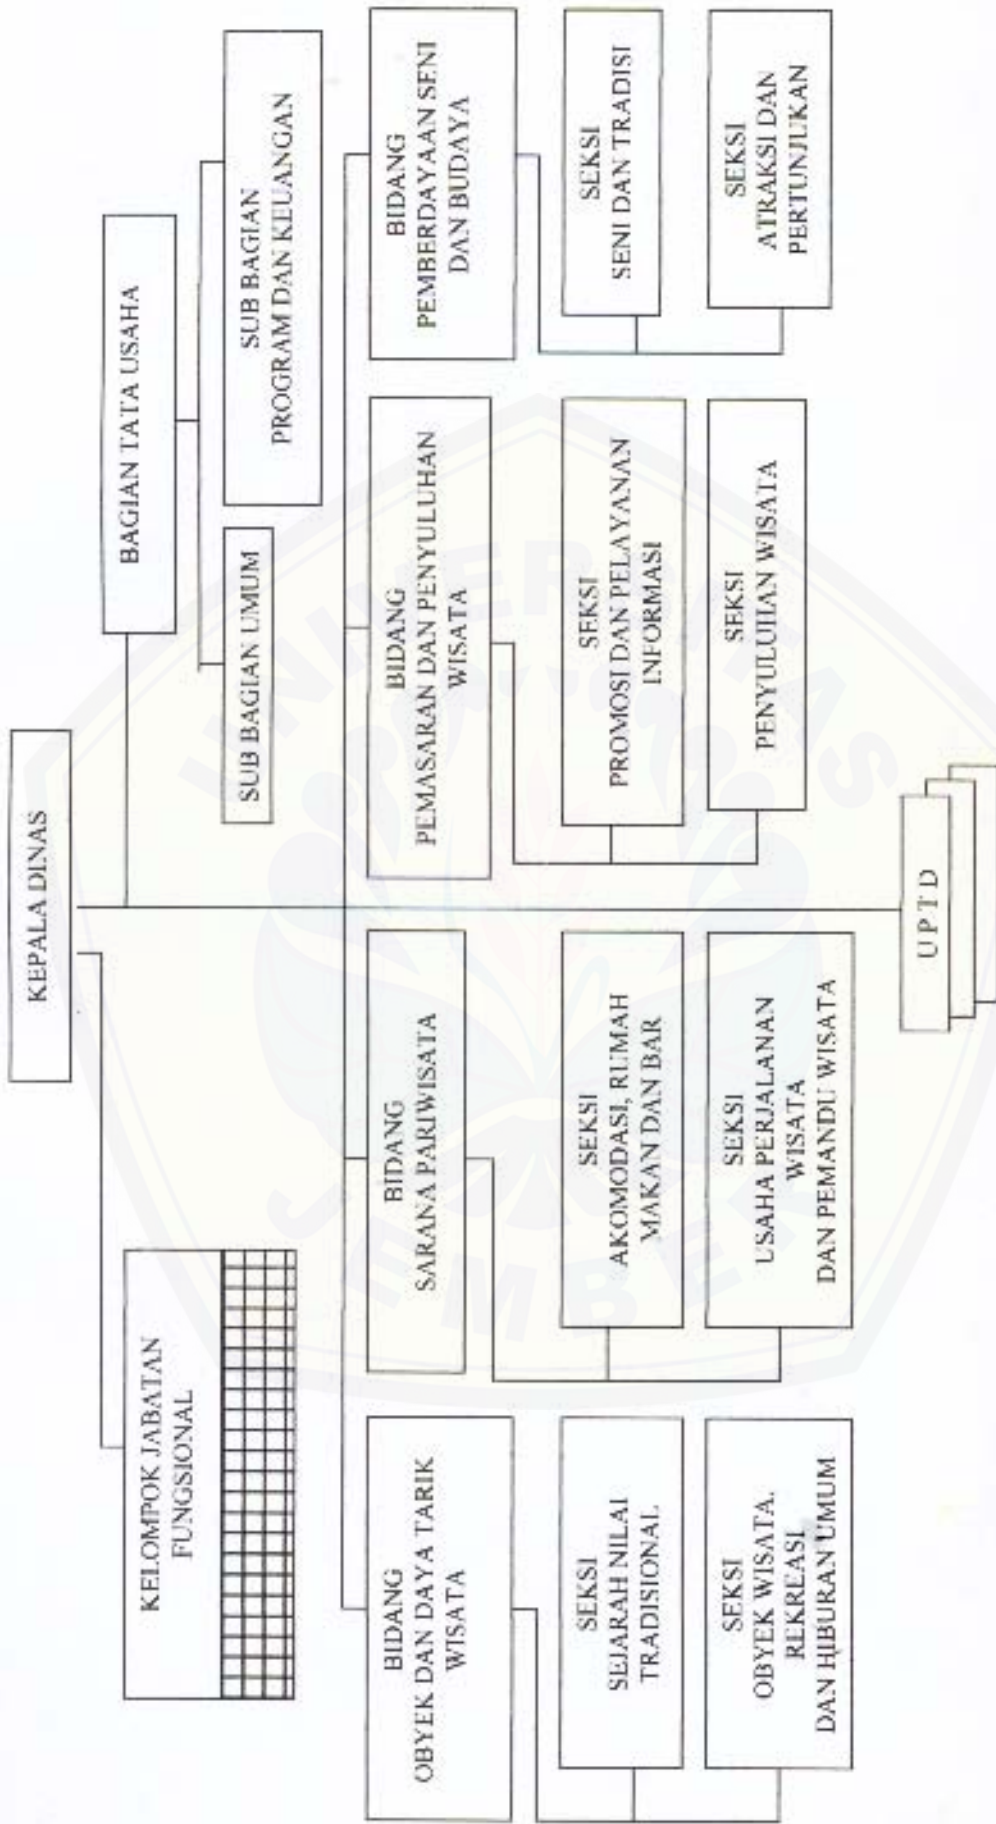 KEPALA DINAS
KELOMPOK JABATAN
FUNGSIONAL
BAGIAN TATA USAHA
SUB BAGIAN UMUM
SUB BAGIAN
PROGRAM DAN KEUANGAN
BIDANG
OBYEK DAN DAYA TARIK
WISATA
BIDANG
SARANA PARIWISATA
BIDANG
PEMASARAN DAN PENYULUHAN
WISATA
BIDANG
PEMBERDAYAAN SENI
DAN BUDAYA
SEKSI
SEJARAH NILAI
TRADISIONAL
SEKSI
AKOMODASI, RUMAH
MAKAN DAN BAR
SEKSI
PROMOSI DAN PELAYANAN
INFORMASI
SEKSI
SENI DAN TRADISI
SEKSI
OBYEK WISATA.
REKREASI
DAN HIBURAN UMUM
SEKSI
USAHA PERJALANAN
WISATA
DAN PEMANDU WISATA
SEKSI
PENYULUHAN WISATA
SEKSI
ATRAKSI DAN
PERTUNJUKAN
UPTD
UNIVERSITAS
JEMBER